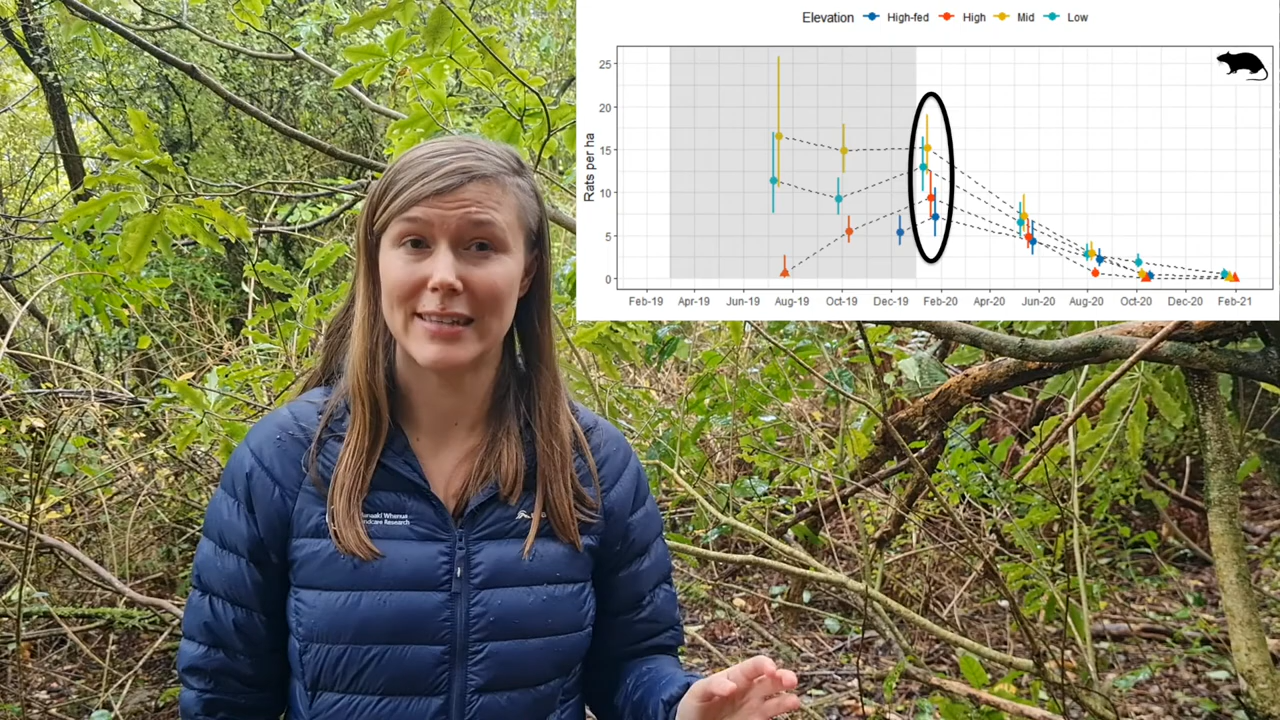 Elevation High-fed High Mid Low
Rats per ha
25
20
15
10
5
0
Feb-19 Apr-19 Jun-19 Aug-19 Oct-19 Dec-19 Feb-20 Apr-20 Jun-20 Aug-20 Oct-20 Dec-20 Feb-21
Whenua
Research